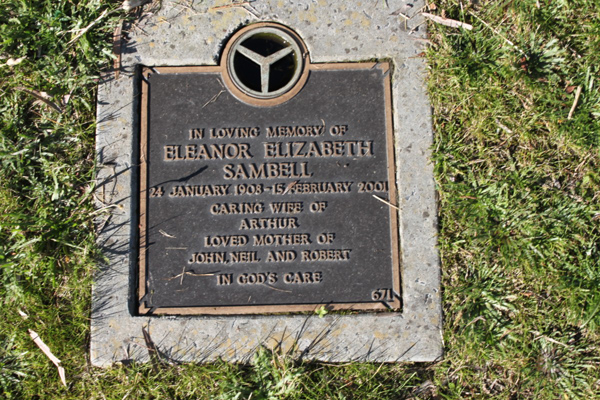 IN LOVING MEMORY OF
ELEANOR ELIZABETH
SAMBELL
24 JANUARY 1908 - 15 FEBRUARY 2001
CARING WIFE OF
ARTHUR
LOVED MOTHER OF
JOHN, NEIL AND ROBERT
IN GOD'S CARE
671